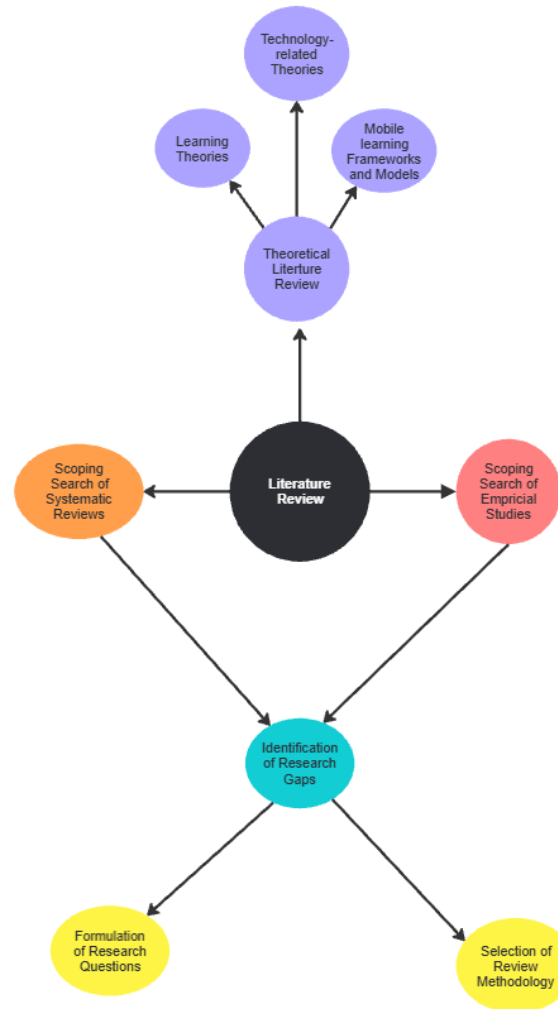 Technology-
related
Theories
Learning
Theories
Mobile
learning
Frameworks
and Models
Theoretical
Literture
Review
Scoping
Search of
Systematic
Reviews
Literature
Review
Scoping
Search of
Empricial
Studies
Identification
of Research
Gaps
Formulation
of Research
Questions
Selection of
Review
Methodology